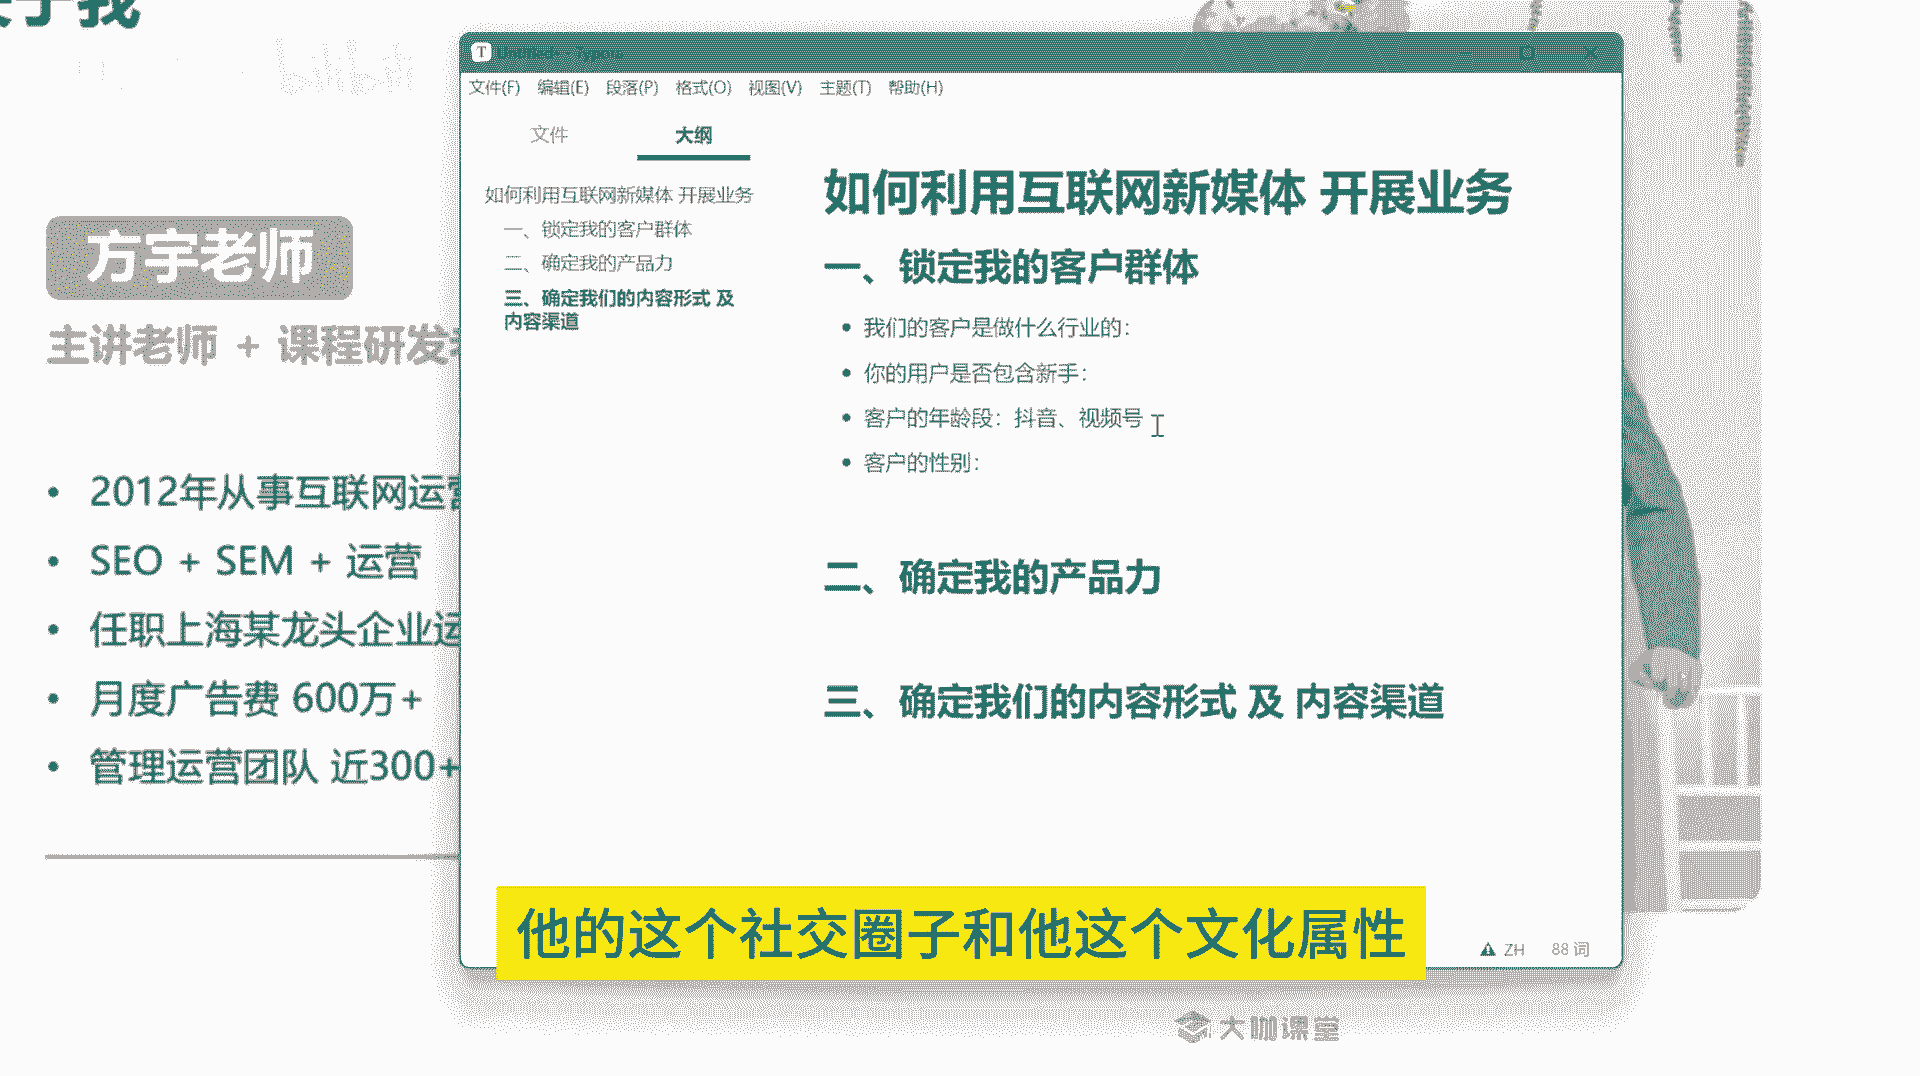 bilibili
方宇老师
主讲老师 + 课程研发
2012年从事互联网运营
SEO + SEM + 运营
任职上海某龙头企业运
月度广告费 600万+
管理运营团队 近300+
Untitled - Typora
文件(F) 编辑(E) 段落(P) 格式(O) 视图(V) 主题(T) 帮助(H)
文件 大纲
如何利用互联网新媒体 开展业务
一、锁定我的客户群体
二、确定我的产品力
三、确定我们的内容形式 及
内容渠道
如何利用互联网新媒体 开展业务
一、锁定我的客户群体
我们的客户是做什么行业的：
你的用户是否包含新手：
客户的年龄段：抖音、视频号
客户的性别：
二、确定我的产品力
三、确定我们的内容形式 及 内容渠道
他的这个社交圈子和他这个文化属性
ZH 88 词
大咖课堂